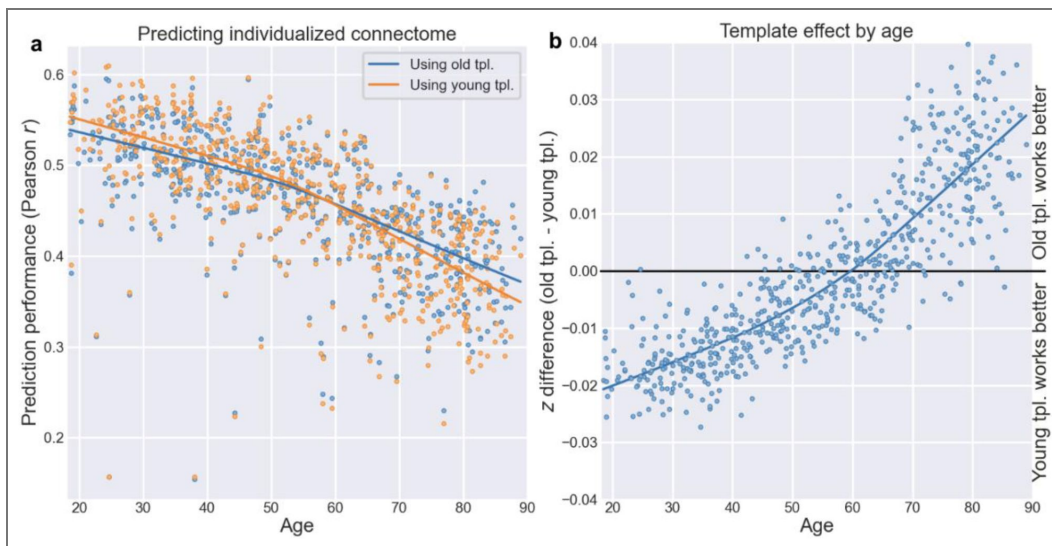 a
Predicting individualized connectome
Using old tpl.
Using young tpl.
Prediction performance (Pearson r)
0.6
0.5
0.4
0.3
0.2
20 30 40 50 60 70 80 90
Age
b
Template effect by age
z difference (old tpl. - young tpl.)
0.04
0.03
0.02
0.01
0.00
−0.01
−0.02
−0.03
−0.04
20 30 40 50 60 70 80 90
Age
Old tpl. works better
Young tpl. works better